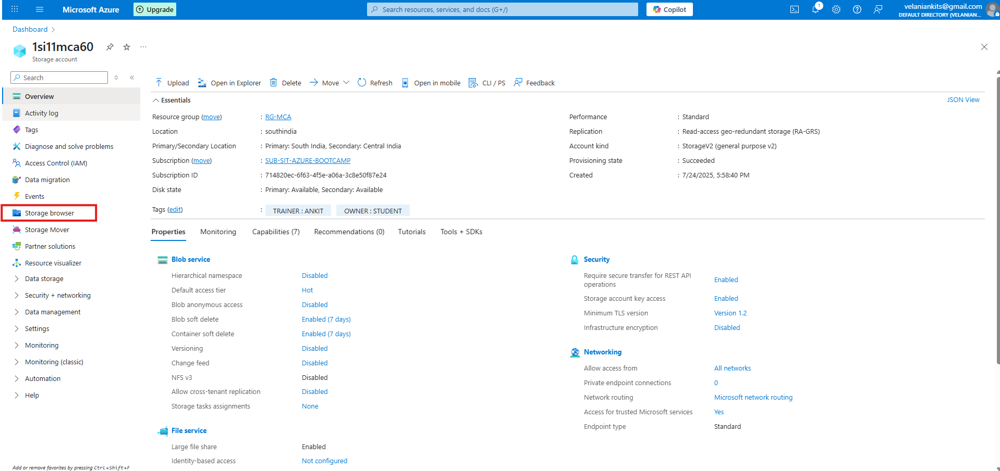 Microsoft Azure
Upgrade
Search resources, services, and docs (G+/)
Copilot
1
velaniankits@gmail.com
DEFAULT DIRECTORY (VELANIAN...
Dashboard
1si11mca60
Storage account
Search
Overview
Activity log
Tags
Diagnose and solve problems
Access Control (IAM)
Data migration
Events
Storage browser
Storage Mover
Partner solutions
Resource visualizer
Data storage
Security + networking
Data management
Settings
Monitoring
Monitoring (classic)
Automation
Help
Add or remove favorites by pressing Ctrl+Shift+F
Upload Open in Explorer Delete Move Refresh Open in mobile CLI / PS Feedback
Essentials
JSON View
Resource group (move) : RG-MCA
Location : southindia
Primary/Secondary Location : Primary: South India, Secondary: Central India
Subscription (move) : SUB-SIT-AZURE-BOOTCAMP
Subscription ID : 714820ec-6f63-4f5e-a06a-3c8e50f87e24
Disk state : Primary: Available, Secondary: Available
Performance : Standard
Replication : Read-access geo-redundant storage (RA-GRS)
Account kind : StorageV2 (general purpose v2)
Provisioning state : Succeeded
Created : 7/24/2025, 5:58:40 PM
Tags (edit) : TRAINER : ANKIT OWNER : STUDENT
Properties Monitoring Capabilities (7) Recommendations (0) Tutorials Tools + SDKs
Blob service
Hierarchical namespace Disabled
Default access tier Hot
Blob anonymous access Disabled
Blob soft delete Enabled (7 days)
Container soft delete Enabled (7 days)
Versioning Disabled
Change feed Disabled
NFS v3 Disabled
Allow cross-tenant replication Disabled
Storage tasks assignments None
File service
Large file share Enabled
Identity-based access Not configured
Security
Require secure transfer for REST API
operations Enabled
Storage account key access Enabled
Minimum TLS version Version 1.2
Infrastructure encryption Disabled
Networking
Allow access from All networks
Private endpoint connections 0
Network routing Microsoft network routing
Access for trusted Microsoft services Yes
Endpoint type Standard